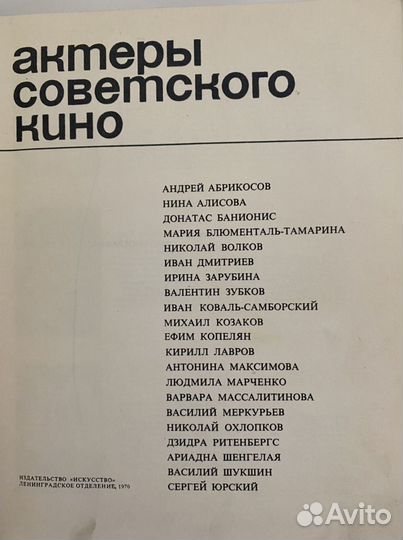 актеры
советского
кино
АНДРЕЙ АБРИКОСОВ
НИНА АЛИСОВА
ДОНАТАС БАНИОНИС
МАРИЯ БЛЮМЕНТАЛЬ-ТАМАРИНА
НИКОЛАЙ ВОЛКОВ
ИВАН ДМИТРИЕВ
ИРИНА ЗАРУБИНА
ВАЛЕНТИН ЗУБКОВ
ИВАН КОВАЛЬ-САМБОРСКИЙ
МИХАИЛ КОЗАКОВ
ЕФИМ КОПЕЛЯН
КИРИЛЛ ЛАВРОВ
АНТОНИНА МАКСИМОВА
ЛЮДМИЛА МАРЧЕНКО
ВАРВАРА МАССАЛИТИНОВА
ВАСИЛИЙ МЕРКУРЬЕВ
НИКОЛАЙ ОХЛОПКОВ
ДЗИДРА РИТЕНБЕРГС
АРИАДНА ШЕНГЕЛАЯ
ВАСИЛИЙ ШУКШИН
СЕРГЕЙ ЮРСКИЙ
ИЗДАТЕЛЬСТВО «ИСКУССТВО»
ЛЕНИНГРАДСКОЕ ОТДЕЛЕНИЕ, 1970
Avito